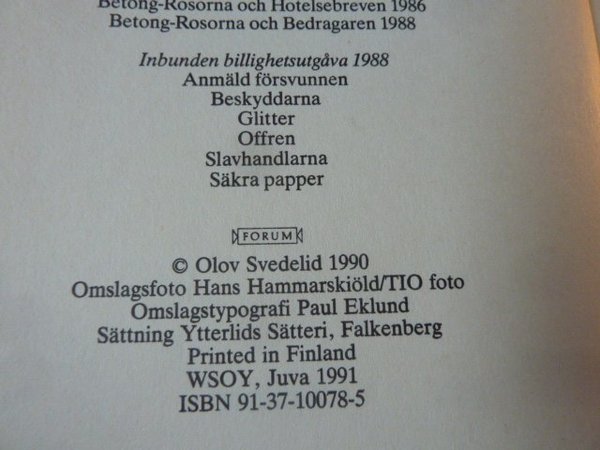 Betong-Rosorna och Hotelsebreven 1986
Betong-Rosorna och Bedragaren 1988
Inbunden billighetsutgåva 1988
Anmäld försvunnen
Beskyddarna
Glitter
Offren
Slavhandlarna
Säkra papper
FORUM
© Olov Svedelid 1990
Omslagsfoto Hans Hammarskiöld/TIO foto
Omslagstypografi Paul Eklund
Sättning Ytterlids Sätteri, Falkenberg
Printed in Finland
WSOY, Juva 1991
ISBN 91-37-10078-5